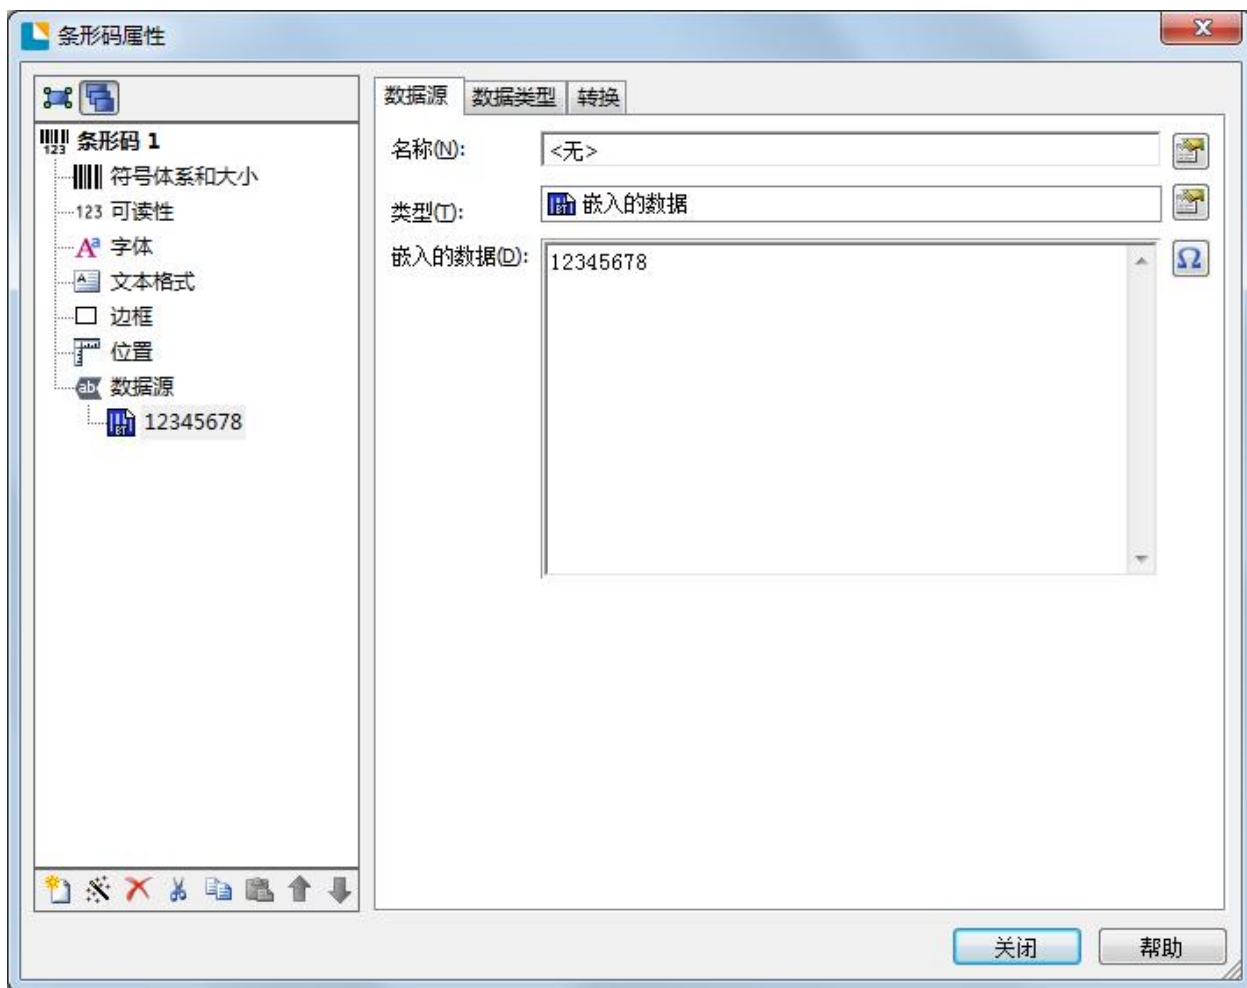 条形码属性
条形码 1
符号体系和大小
123 可读性
字体
文本格式
边框
位置
数据源
12345678
数据源 数据类型 转换
名称(N): <无>
类型(T): 嵌入的数据
嵌入的数据(D): 12345678
关闭 帮助